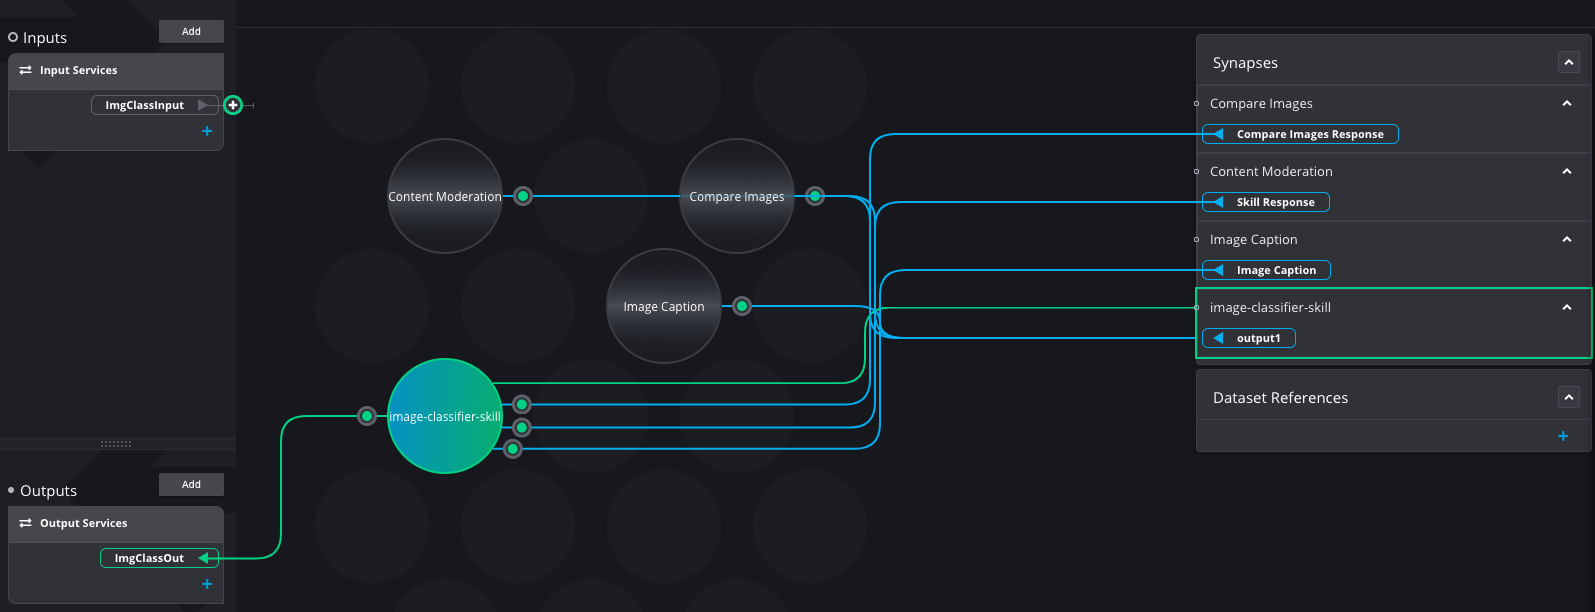 Inputs
Add
Input Services
ImgClassInput
Outputs
Add
Output Services
ImgClassOut
Content Moderation
Compare Images
Image Caption
image-classifier-skill
Synapses
Compare Images
Compare Images Response
Content Moderation
Skill Response
Image Caption
Image Caption
image-classifier-skill
output1
Dataset References